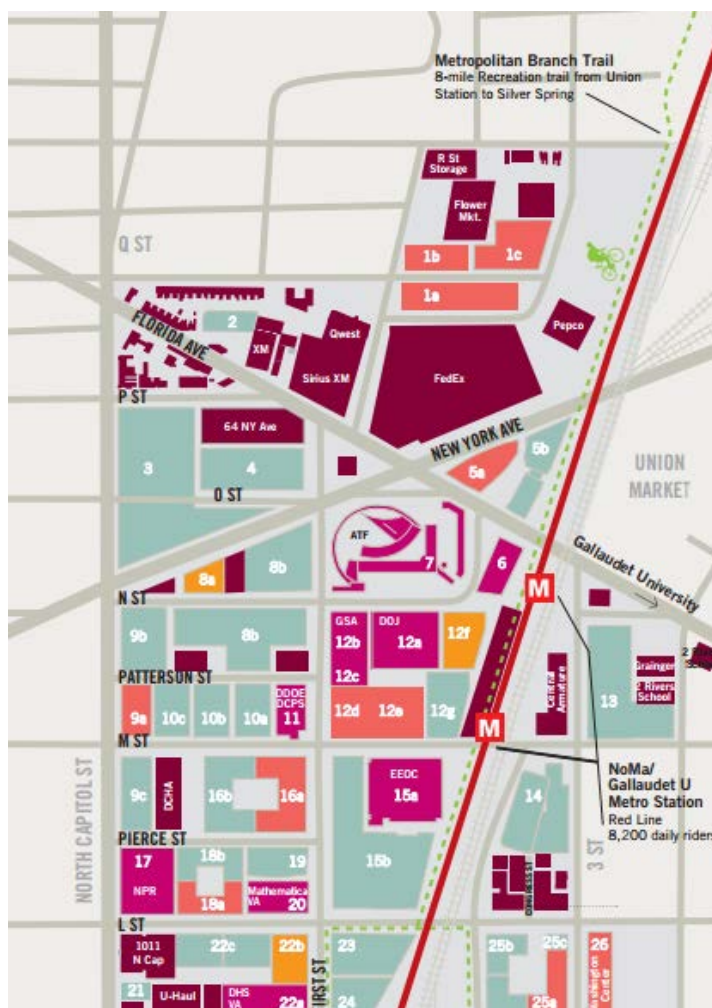 Metropolitan Branch Trail
8-mile Recreation trail from Union
Station to Silver Spring
R St
Storage
Flower
Mkt.
Q ST
1b
1c
1a
2
FLORIDA AVE
XM
Qwest
Sirius XM
FedEx
Pepco
P ST
64 NY Ave
3
4
NEW YORK AVE
5a
5b
UNION
MARKET
O ST
ATF
7
6
Gallaudet University
8a
8b
N ST
M
9b
8b
GSA
12b
DOJ
12a
12f
12c
2 Rivers
Grainger
2 Rivers
School
13
Central
Armature
PATTERSON ST
9a
10c
10b
10a
DDOE
DCPS
11
12d
12e
12g
M
M ST
NoMa/
Gallaudet U
Metro Station
Red Line
8,200 daily riders
NORTH CAPITOL ST
9c
DCHA
16b
16a
EEOC
15a
14
3 ST
PIERCE ST
17
NPR
18b
18a
19
Mathematica
VA
20
15b
CONGRESS ST
L ST
1011
N Cap
22c
22b
23
25b
25c
26
21
U-Haul
DHS
VA
22a
24
25a